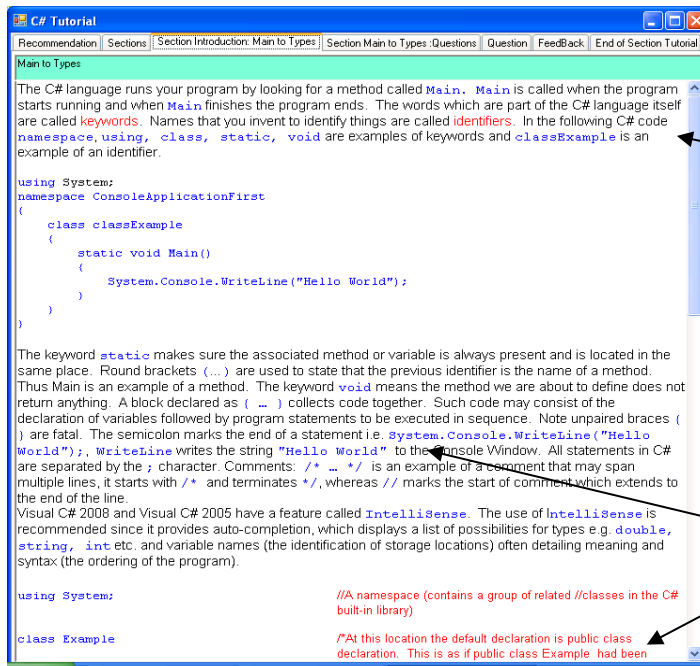 C# Tutorial
Recommendation Sections Section Introduction: Main to Types Section Main to Types :Questions Question FeedBack End of Section Tutorial
Main to Types
The C# language runs your program by looking for a method called Main. Main is called when the program
starts running and when Main finishes the program ends. The words which are part of the C# language itself
are called keywords. Names that you invent to identify things are called identifiers. In the following C# code
namespace, using, class, static, void are examples of keywords and classExample is an
example of an identifier.
using System;
namespace ConsoleApplicationFirst
{
class classExample
{
static void Main()
{
System.Console.WriteLine("Hello World");
}
}
}
The keyword static makes sure the associated method or variable is always present and is located in the
same place. Round brackets (...) are used to state that the previous identifier is the name of a method.
Thus Main is an example of a method. The keyword void means the method we are about to define does not
return anything. A block declared as { … } collects code together. Such code may consist of the
declaration of variables followed by program statements to be executed in sequence. Note unpaired braces {
} are fatal. The semicolon marks the end of a statement i.e. System.Console.WriteLine("Hello
World");, WriteLine writes the string "Hello World" to the Console Window. All statements in C#
are separated by the ; character. Comments: /* … */ is an example of a comment that may span
multiple lines, it starts with /* and terminates */, whereas // marks the start of comment which extends to
the end of the line.
Visual C# 2008 and Visual C# 2005 have a feature called IntelliSense. The use of IntelliSense is
recommended since it provides auto-completion, which displays a list of possibilities for types e.g. double,
string, int etc. and variable names (the identification of storage locations) often detailing meaning and
syntax (the ordering of the program).
using System; //A namespace (contains a group of related //classes in the C#
built-in library)
class Example /*At this location the default declaration is public class
declaration. This is as if public class Example had been